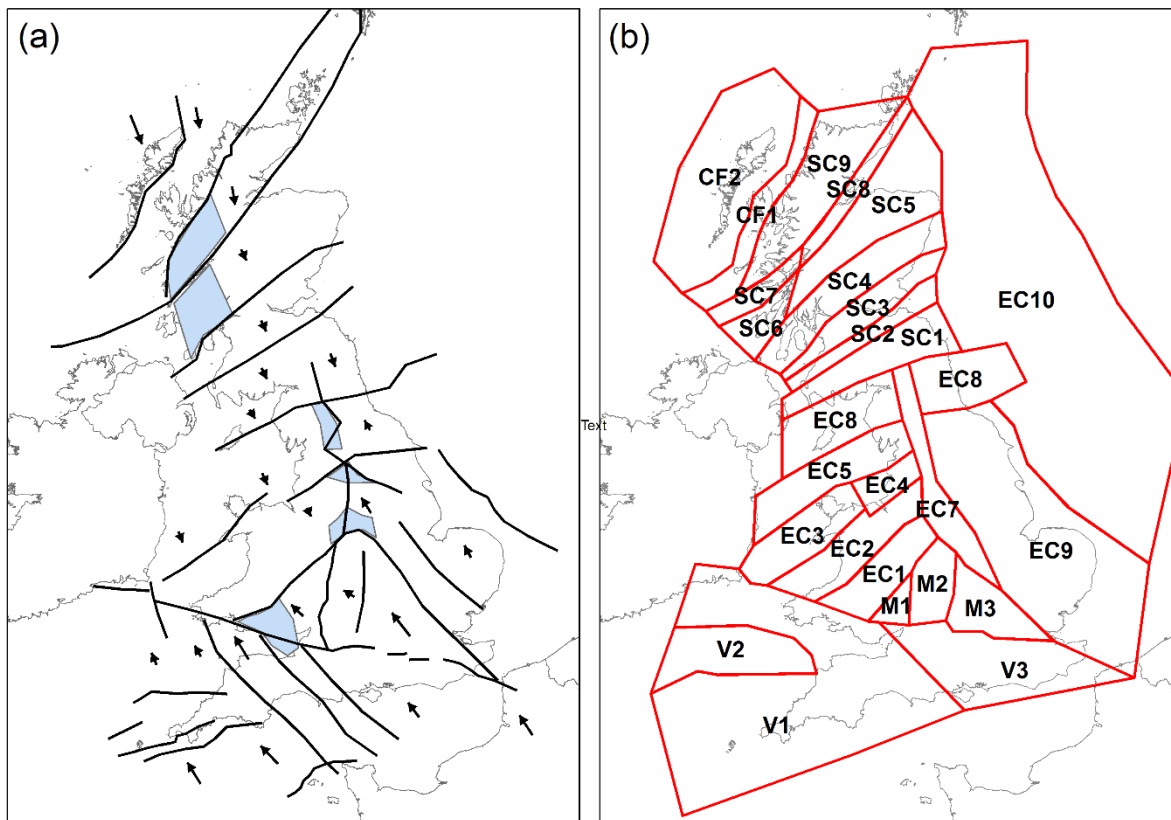 (a)
(b)
Text
CF2
CF1
SC9
SC8
SC5
SC7
SC6
SC4
SC3
SC2
SC1
EC10
EC8
EC8
EC5
EC4
EC3
EC2
EC7
EC1
EC9
M1
M2
M3
V2
V3
V1